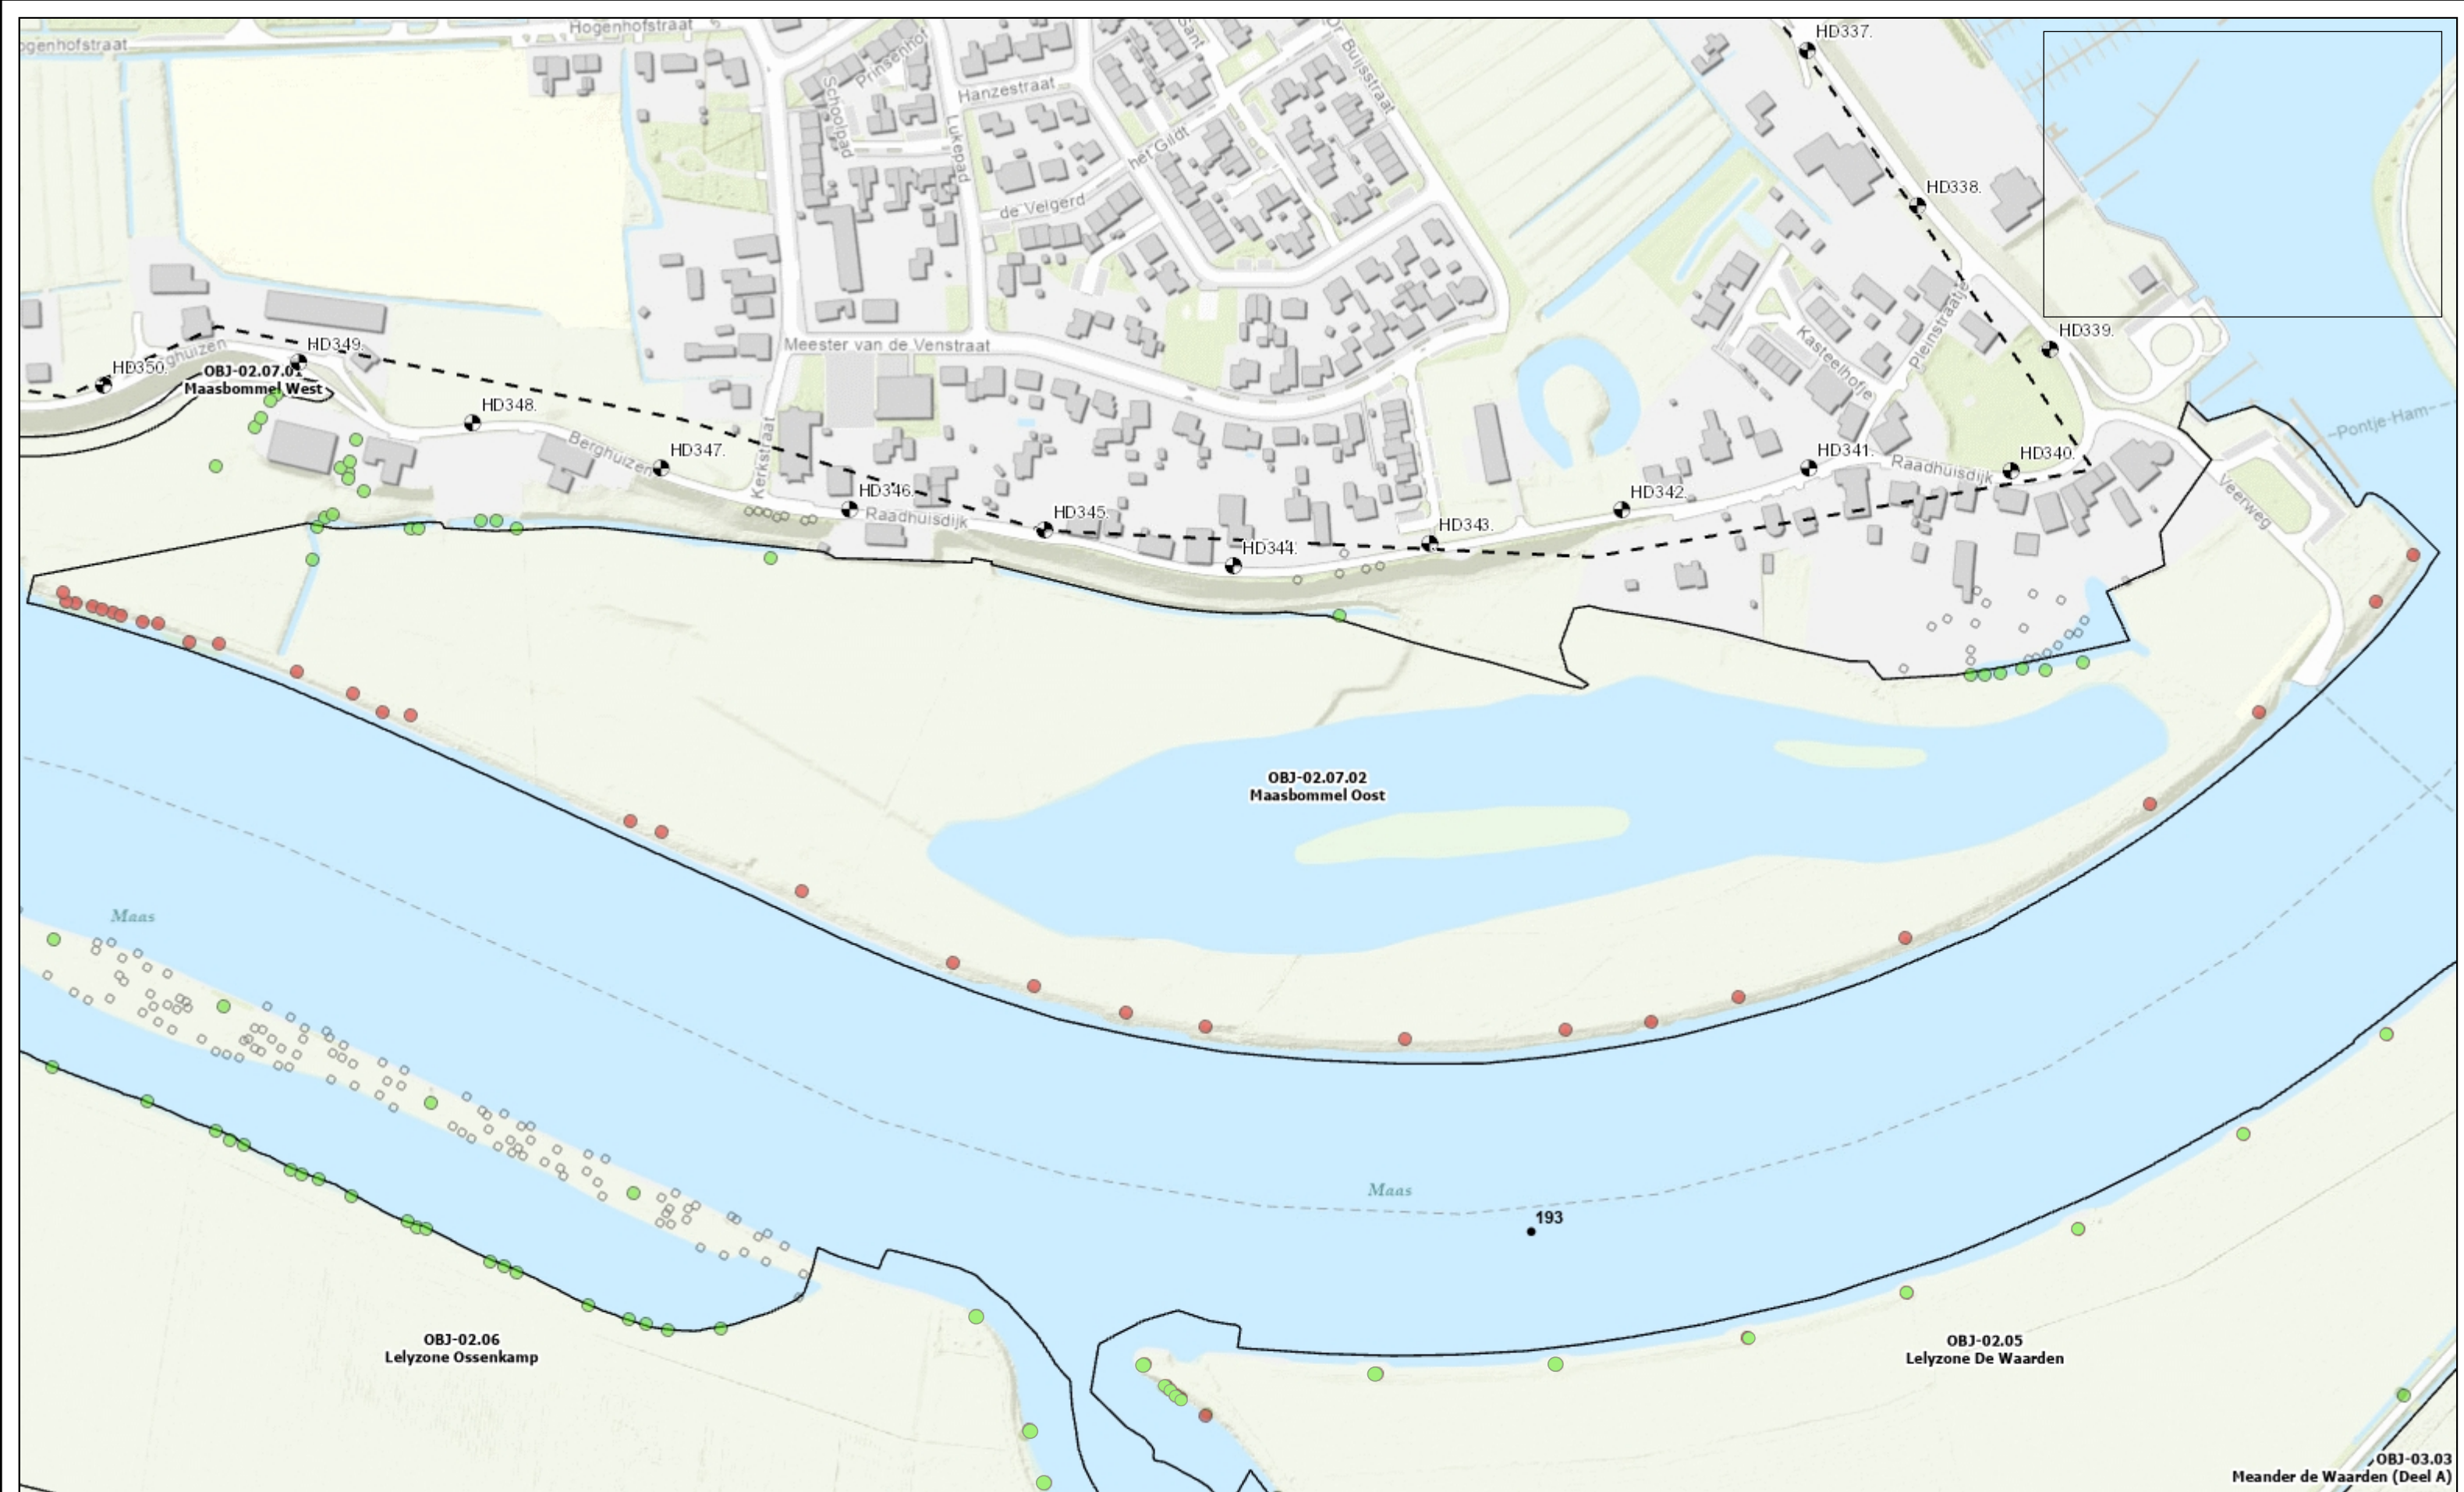 Hogenhofstraat
ogenhofstraat
Prinsenhof
Schoolpad
Lukepad
Hanzestraat
Sant
Dr. Buijsstraat
het Gildt
de Veigerd
HD337.
HD338.
HD339.
Pleinstraatje
Kasteelhofje
Meester van de Venstraat
HD350.
ghuizen
HD349.
OBJ-02.07.01
Maasbommel West
HD348.
Berghuizen
HD347.
Kerkstraat
HD346.
Raadhuisdijk
HD345.
HD344.
HD343.
HD342.
HD341.
Raadhuisdijk
HD340.
Pontje-Ham
Veerweg
OBJ-02.07.02
Maasbommel Oost
Maas
Maas
193
OBJ-02.06
Lelyzone Ossenkamp
OBJ-02.05
Lelyzone De Waarden
OBJ-03.03
Meander de Waarden (Deel A)